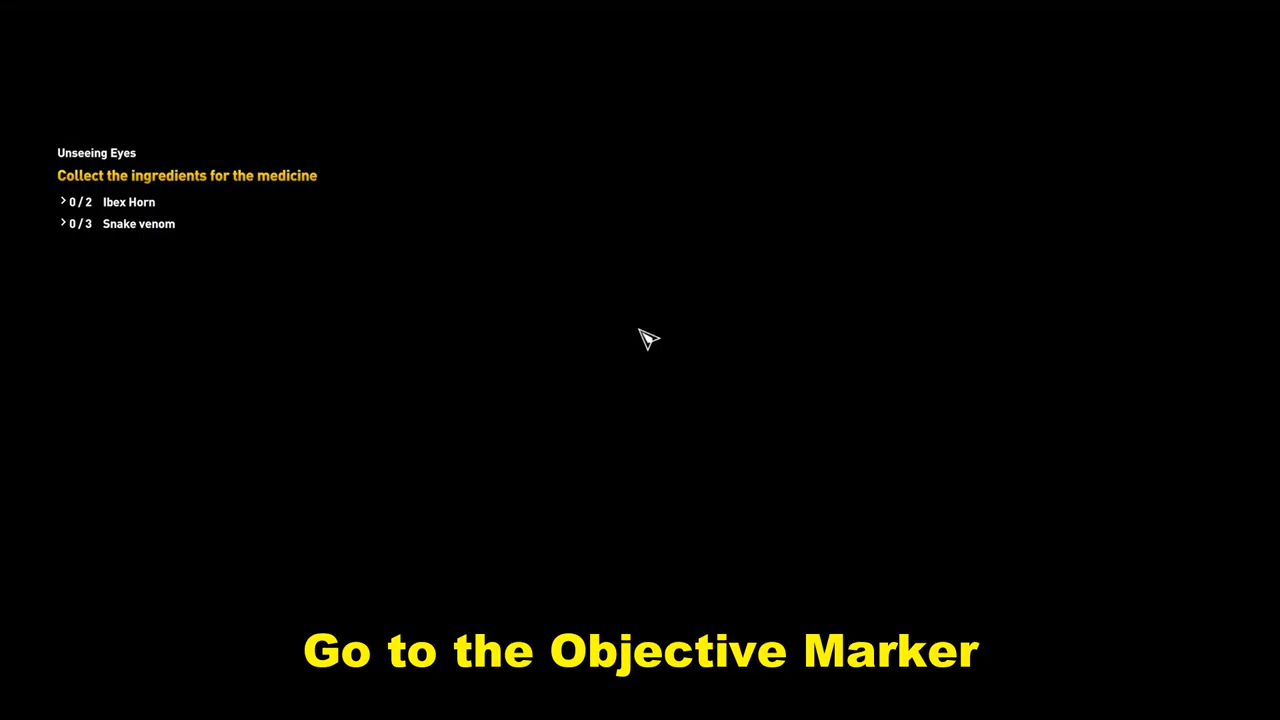 Unseeing Eyes
Collect the ingredients for the medicine
> 0 / 2 Ibex Horn
> 0 / 3 Snake venom
Go to the Objective Marker